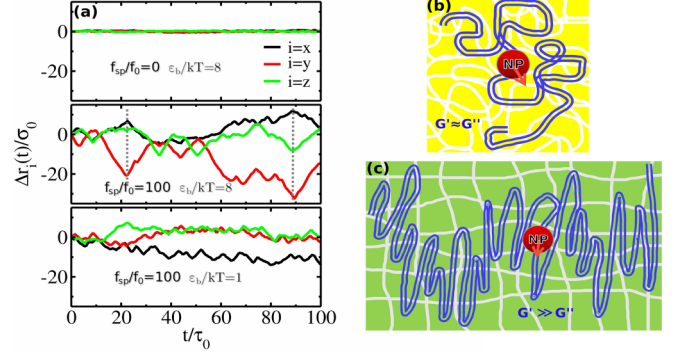 (a)
0
-20
f_sp/f_0=0 ε_b/kT=8
i=x
i=y
i=z
0
-20
f_sp/f_0=100 ε_b/kT=8
0
-20
f_sp/f_0=100 ε_b/kT=1
0 20 40 60 80 100
t/τ_0
Δr_i(t)/σ_0
(b)
NP
G'≈G''
(c)
NP
G' ≫ G''